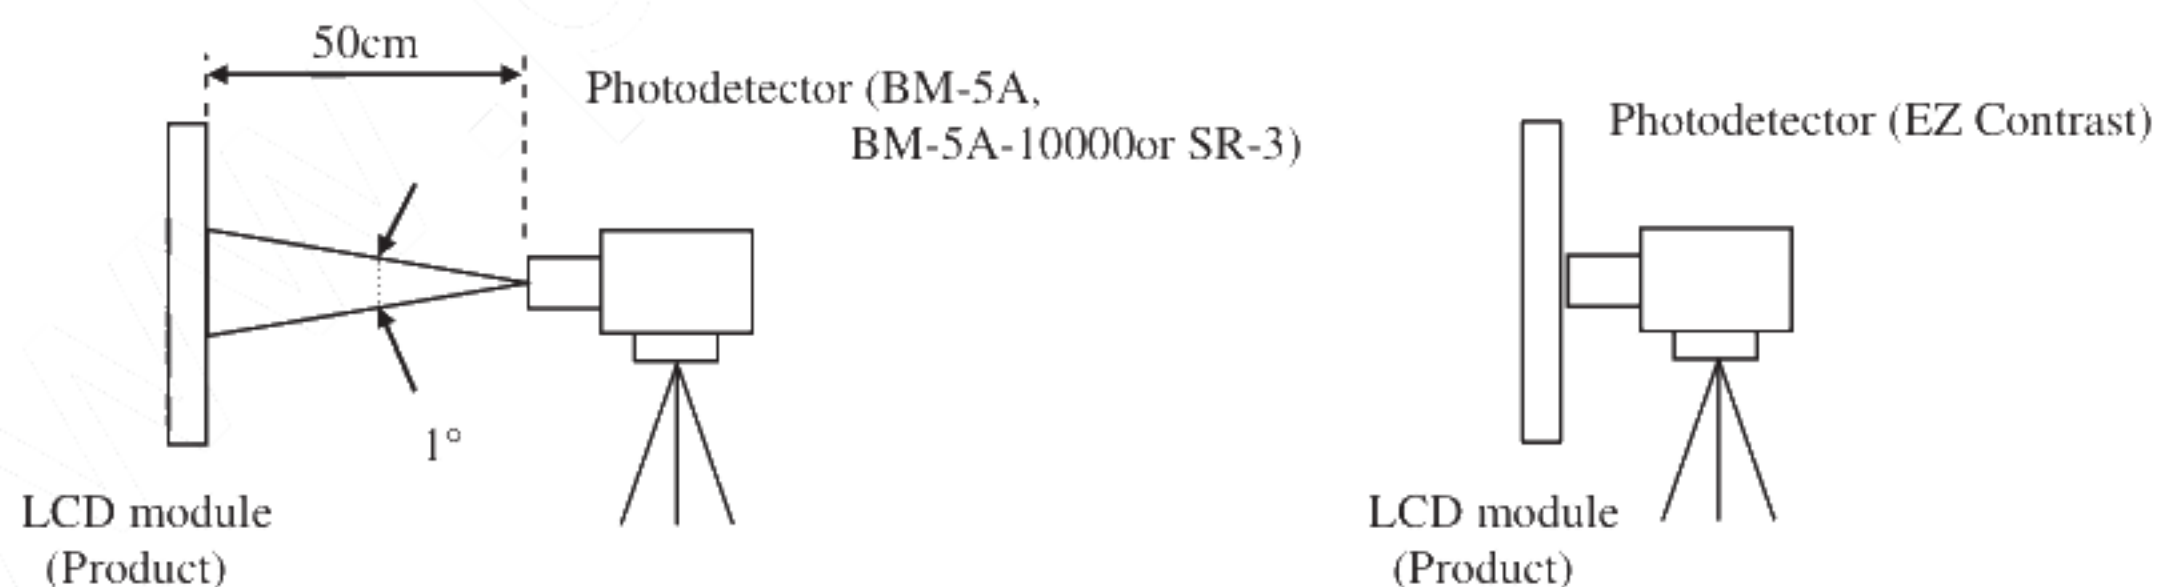 50cm
Photodetector (BM-5A,
BM-5A-10000or SR-3)
1°
LCD module
(Product)
Photodetector (EZ Contrast)
LCD module
(Product)